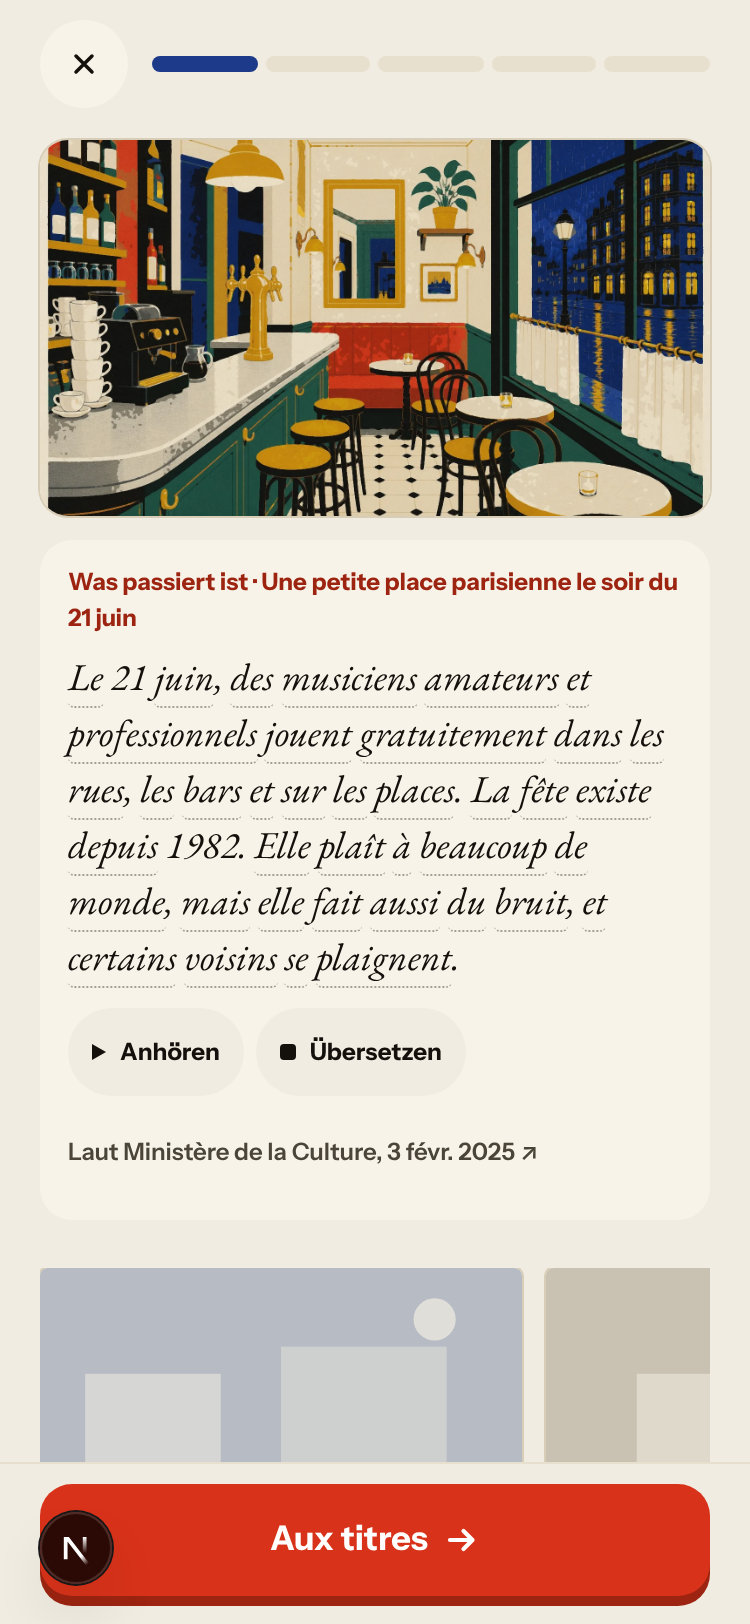 Was passiert ist · Une petite place parisienne le soir du
21 juin
Le 21 juin, des musiciens amateurs et
professionnels jouent gratuitement dans les
rues, les bars et sur les places. La fête existe
depuis 1982. Elle plaît à beaucoup de
monde, mais elle fait aussi du bruit, et
certains voisins se plaignent.
Anhören Übersetzen
Laut Ministère de la Culture, 3 févr. 2025 ↗
Aux titres →
N